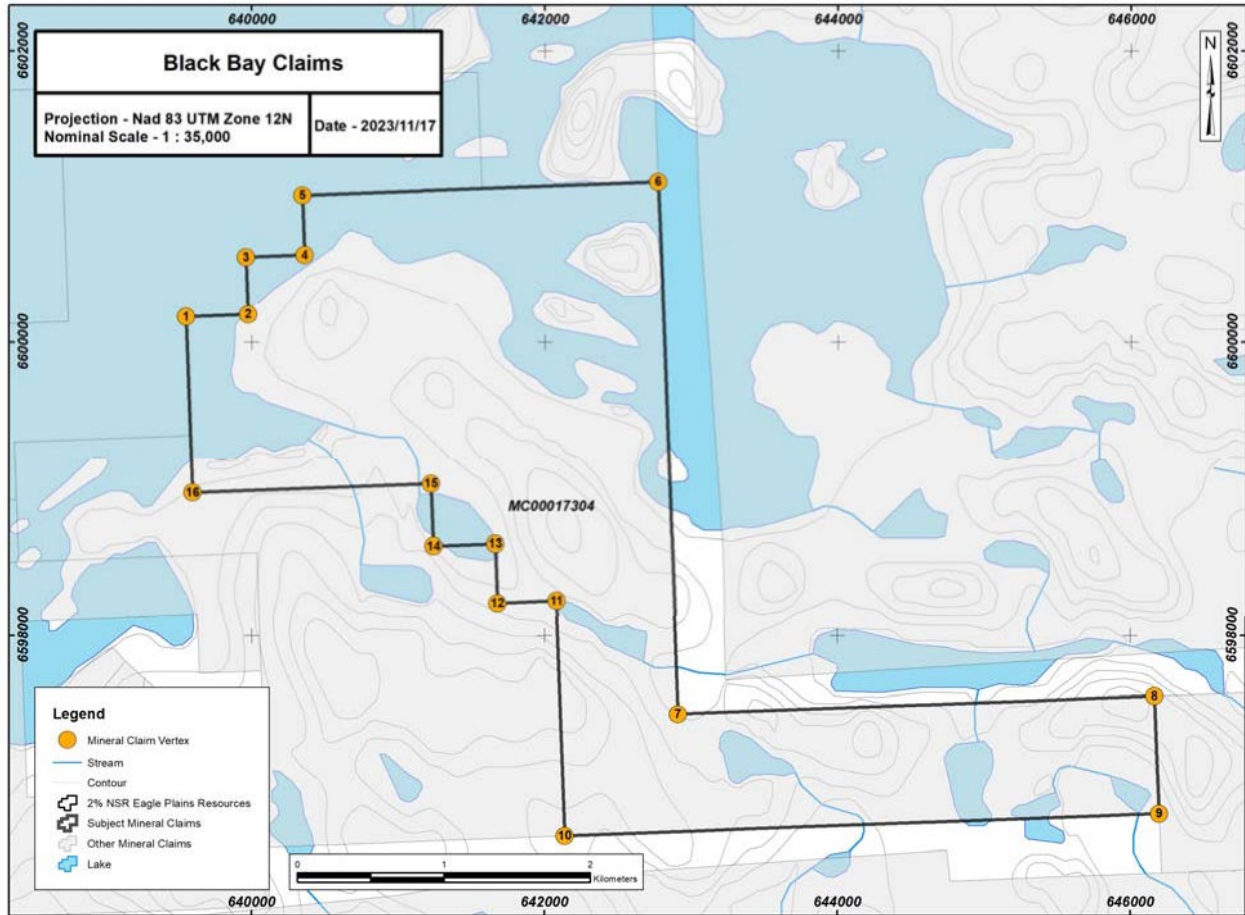 640000
642000
644000
646000
6602000
6602000
Black Bay Claims
Projection - Nad 83 UTM Zone 12N
Nominal Scale - 1 : 35,000
Date - 2023/11/17
N
5
6
3
4
1
2
6600000
6600000
16
15
MC00017304
14
13
12
11
6598000
6598000
7
8
9
10
Legend
Mineral Claim Vertex
Stream
Contour
2% NSR Eagle Plains Resources
Subject Mineral Claims
Other Mineral Claims
Lake
0
1
2
Kilometers
640000
642000
644000
646000